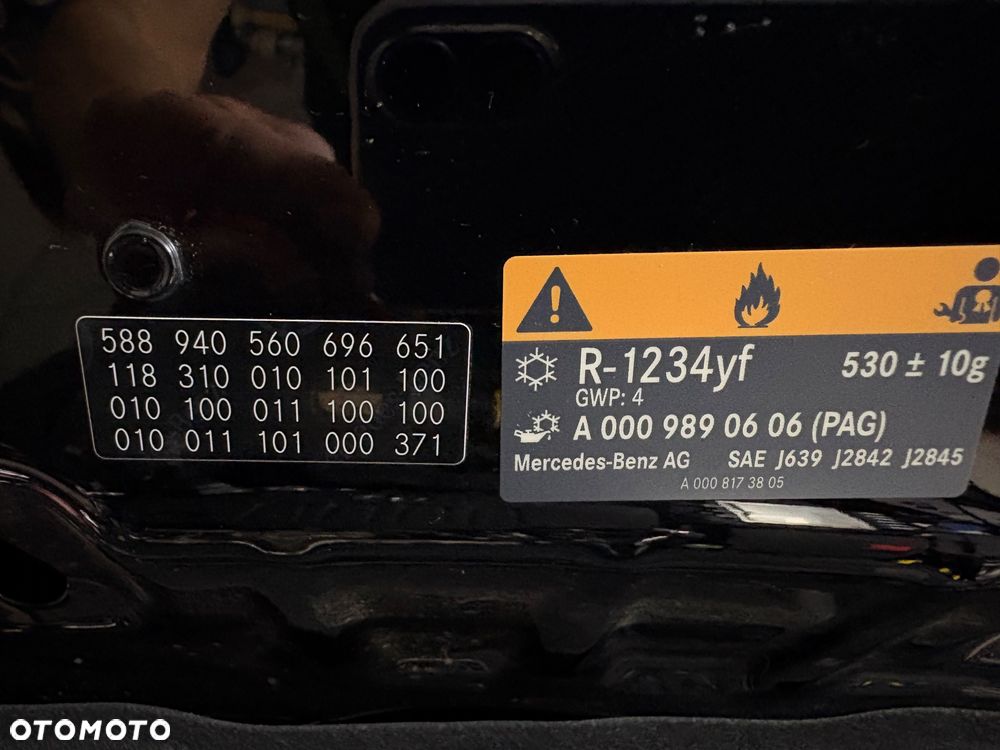 588 940 560 696 651
118 310 010 101 100
010 100 011 100 100
010 011 101 000 371
R-1234yf 530 ± 10g
GWP: 4
A 000 989 06 06 (PAG)
Mercedes-Benz AG SAE J639 J2842 J2845
A 000 817 38 05
OTOMOTO